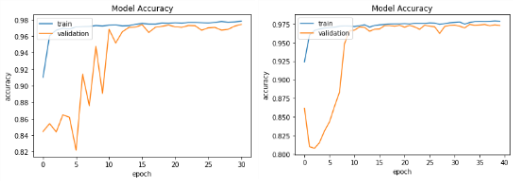 Model Accuracy
train
validation
accuracy
0.98
0.96
0.94
0.92
0.90
0.88
0.86
0.84
0.82
0 5 10 15 20 25 30
epoch
Model Accuracy
train
validation
accuracy
0.975
0.950
0.925
0.900
0.875
0.850
0.825
0.800
0 5 10 15 20 25 30 35 40
epoch